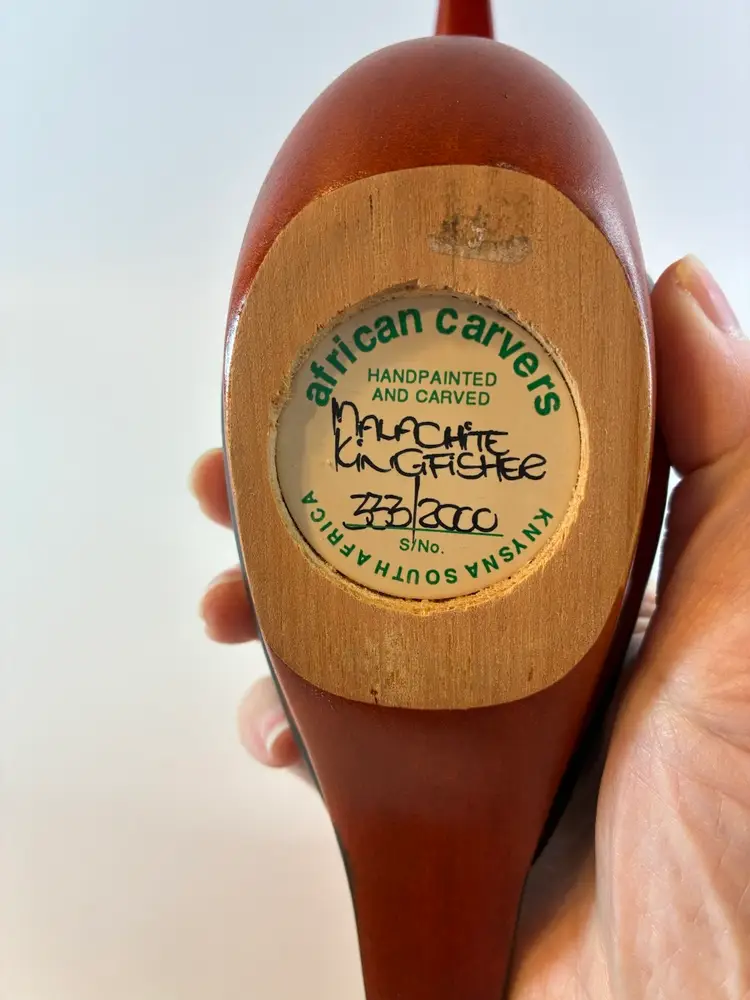 african carvers
HANDPAINTED
AND CARVED
MALACHITE
KINGFISHER
333/2000
S/No.
KNYSNA SOUTH AFRICA